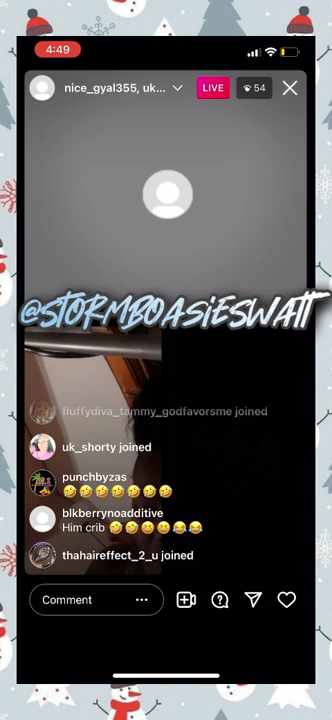 4:49
nice_gyal355, uk...
LIVE
54
@STORMBOASIESWATT
fluffydiva_tammy_godfavorsme joined
uk_shorty joined
punchbyzas
🤣🤣🤣🤣🤣🤣🤣
blkberrynoadditive
Him crib 🤣🤣😆😆😂😂
thahaireffect_2_u joined
Comment ...